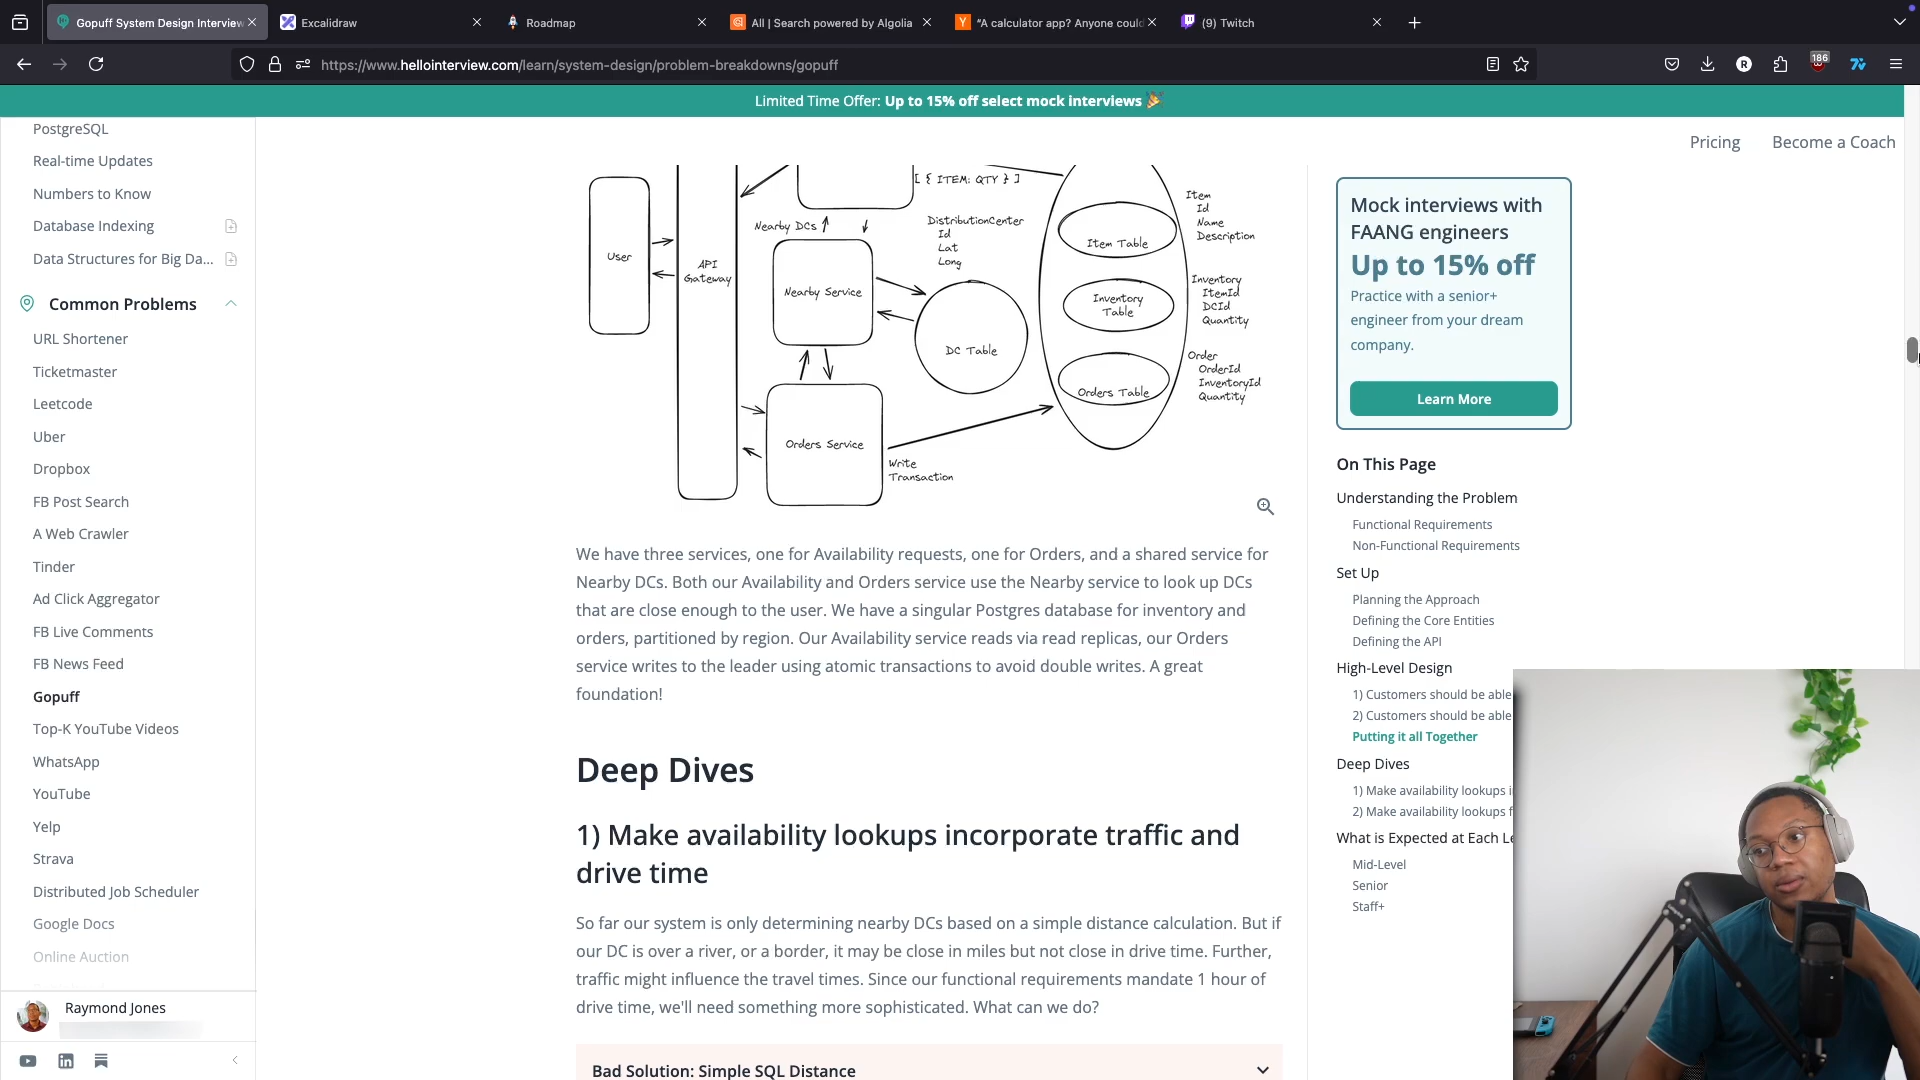 Gopuff System Design Interview
Excalidraw
Roadmap
All | Search powered by Algolia
"A calculator app? Anyone could
(9) Twitch
https://www.hellointerview.com/learn/system-design/problem-breakdowns/gopuff
186
R
Limited Time Offer: Up to 15% off select mock interviews 🎉
Pricing
Become a Coach
PostgreSQL
Real-time Updates
Numbers to Know
Database Indexing
Data Structures for Big Da...
Common Problems
URL Shortener
Ticketmaster
Leetcode
Uber
Dropbox
FB Post Search
A Web Crawler
Tinder
Ad Click Aggregator
FB Live Comments
FB News Feed
Gopuff
Top-K YouTube Videos
WhatsApp
YouTube
Yelp
Strava
Distributed Job Scheduler
Google Docs
Online Auction
Raymond Jones
User
API
Gateway
Nearby DCs
Nearby Service
Orders Service
[ { ITEM: QTY } ]
DistributionCenter
Id
Lat
Long
DC Table
Write
Transaction
Item Table
Inventory
Table
Orders Table
Item
Id
Name
Description
Inventory
ItemId
DCId
Quantity
Order
OrderId
InventoryId
Quantity
We have three services, one for Availability requests, one for Orders, and a shared service for
Nearby DCs. Both our Availability and Orders service use the Nearby service to look up DCs
that are close enough to the user. We have a singular Postgres database for inventory and
orders, partitioned by region. Our Availability service reads via read replicas, our Orders
service writes to the leader using atomic transactions to avoid double writes. A great
foundation!
Deep Dives
1) Make availability lookups incorporate traffic and
drive time
So far our system is only determining nearby DCs based on a simple distance calculation. But if
our DC is over a river, or a border, it may be close in miles but not close in drive time. Further,
traffic might influence the travel times. Since our functional requirements mandate 1 hour of
drive time, we'll need something more sophisticated. What can we do?
Bad Solution: Simple SQL Distance
Mock interviews with
FAANG engineers
Up to 15% off
Practice with a senior+
engineer from your dream
company.
Learn More
On This Page
Understanding the Problem
Functional Requirements
Non-Functional Requirements
Set Up
Planning the Approach
Defining the Core Entities
Defining the API
High-Level Design
1) Customers should be able
2) Customers should be able
Putting it all Together
Deep Dives
1) Make availability lookups i
2) Make availability lookups f
What is Expected at Each Le
Mid-Level
Senior
Staff+